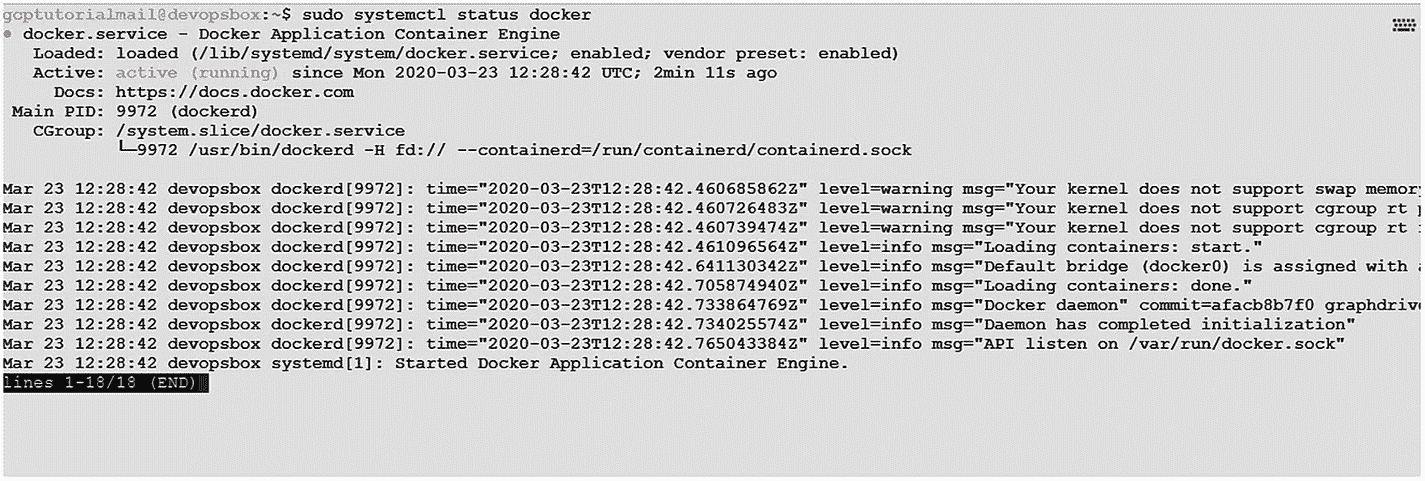 gcptutorialmail@devopsbox:~$ sudo systemctl status docker
● docker.service - Docker Application Container Engine
Loaded: loaded (/lib/systemd/system/docker.service; enabled; vendor preset: enabled)
Active: active (running) since Mon 2020-03-23 12:28:42 UTC; 2min 11s ago
Docs: https://docs.docker.com
Main PID: 9972 (dockerd)
CGroup: /system.slice/docker.service
└─9972 /usr/bin/dockerd -H fd:// --containerd=/run/containerd/containerd.sock
Mar 23 12:28:42 devopsbox dockerd[9972]: time="2020-03-23T12:28:42.460685862Z" level=warning msg="Your kernel does not support swap memor
Mar 23 12:28:42 devopsbox dockerd[9972]: time="2020-03-23T12:28:42.460726483Z" level=warning msg="Your kernel does not support cgroup rt
Mar 23 12:28:42 devopsbox dockerd[9972]: time="2020-03-23T12:28:42.460739474Z" level=warning msg="Your kernel does not support cgroup rt
Mar 23 12:28:42 devopsbox dockerd[9972]: time="2020-03-23T12:28:42.461096564Z" level=info msg="Loading containers: start."
Mar 23 12:28:42 devopsbox dockerd[9972]: time="2020-03-23T12:28:42.641130342Z" level=info msg="Default bridge (docker0) is assigned with
Mar 23 12:28:42 devopsbox dockerd[9972]: time="2020-03-23T12:28:42.705874940Z" level=info msg="Loading containers: done."
Mar 23 12:28:42 devopsbox dockerd[9972]: time="2020-03-23T12:28:42.733864769Z" level=info msg="Docker daemon" commit=afacb8b7f0 graphdriv
Mar 23 12:28:42 devopsbox dockerd[9972]: time="2020-03-23T12:28:42.734025574Z" level=info msg="Daemon has completed initialization"
Mar 23 12:28:42 devopsbox dockerd[9972]: time="2020-03-23T12:28:42.765043384Z" level=info msg="API listen on /var/run/docker.sock"
Mar 23 12:28:42 devopsbox systemd[1]: Started Docker Application Container Engine.
lines 1-18/18 (END)